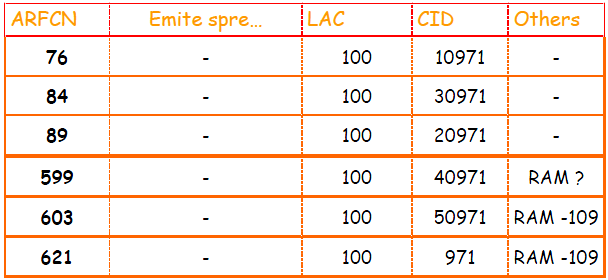 ARFCN Emite spre… LAC CID Others
76 - 100 10971 -
84 - 100 30971 -
89 - 100 20971 -
599 - 100 40971 RAM ?
603 - 100 50971 RAM -109
621 - 100 971 RAM -109